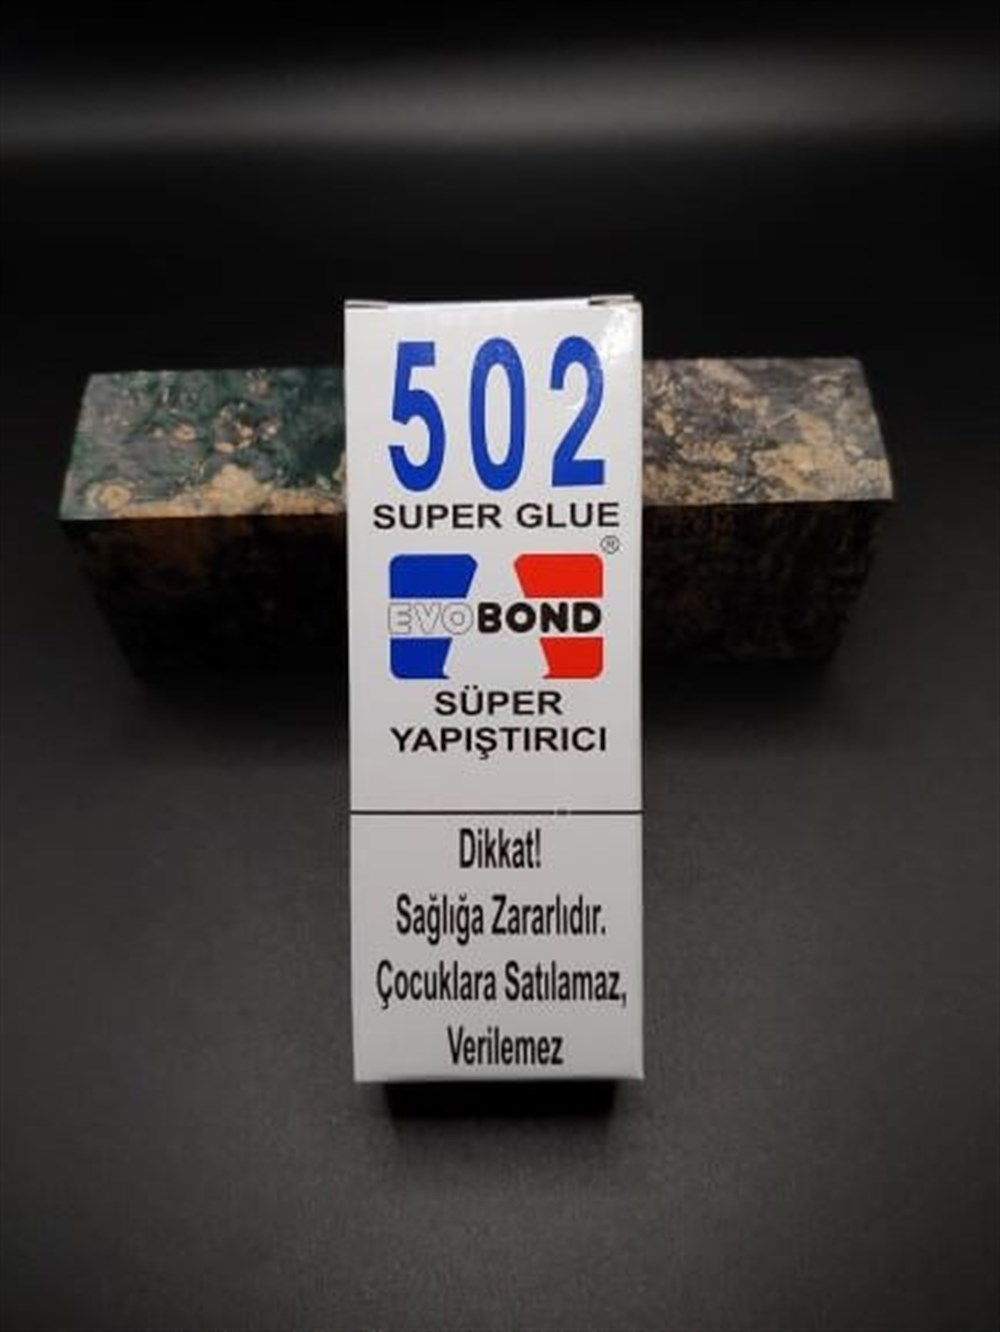 502
SUPER GLUE
®
EVOBOND
SÜPER
YAPIŞTIRICI
Dikkat!
Sağlığa Zararlıdır.
Çocuklara Satılamaz,
Verilemez